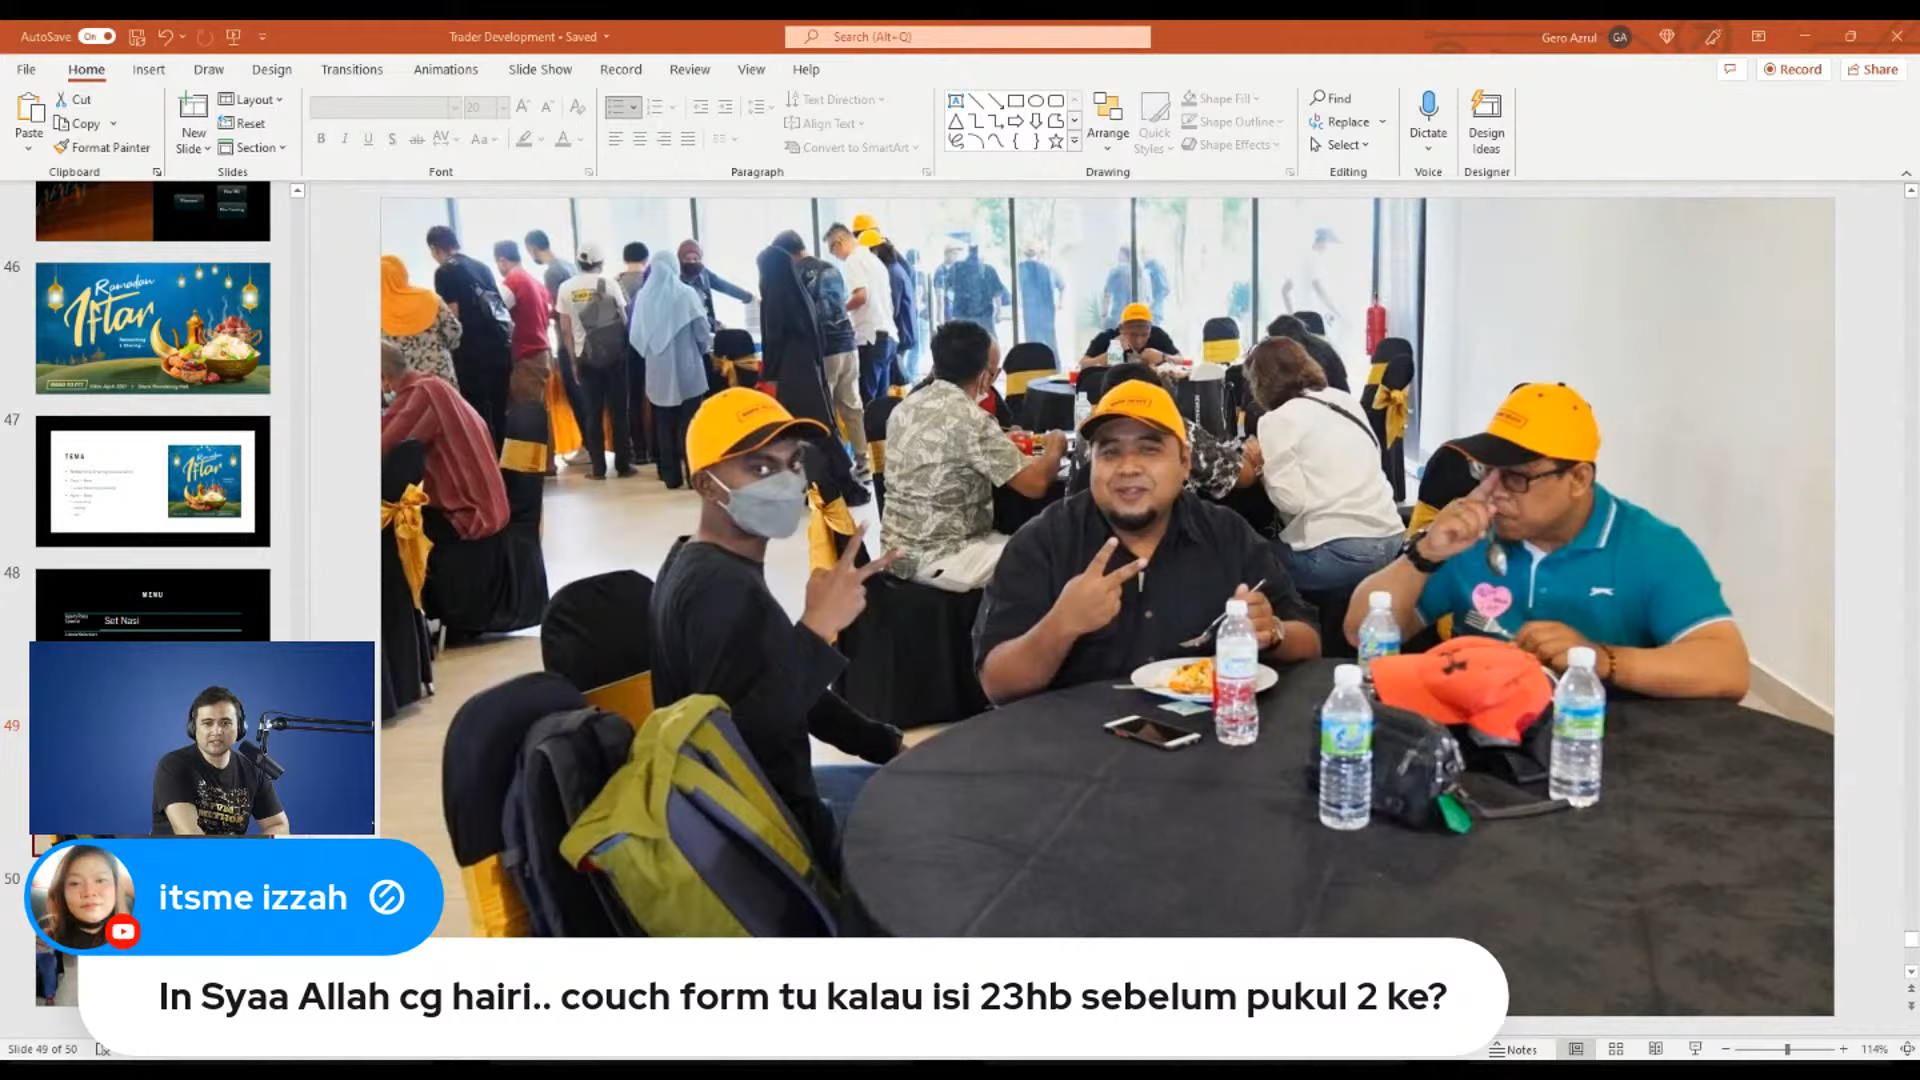 AutoSave On
Trader Development • Saved
Search (Alt+Q)
Gero Azrul GA
File Home Insert Draw Design Transitions Animations Slide Show Record Review View Help
Record Share
Paste
Cut
Copy
Format Painter
Clipboard
New Slide
Layout
Reset
Section
Slides
20
Font
Text Direction
Align Text
Convert to SmartArt
Paragraph
Arrange
Quick Styles
Shape Fill
Shape Outline
Shape Effects
Drawing
Find
Replace
Select
Editing
Dictate
Voice
Design Ideas
Designer
46
Ramadan
Iftar
47
TEMA
Iftar
48
MENU
Set Nasi
49
50
itsme izzah
In Syaa Allah cg hairi.. couch form tu kalau isi 23hb sebelum pukul 2 ke?
Slide 49 of 50
Notes
114%